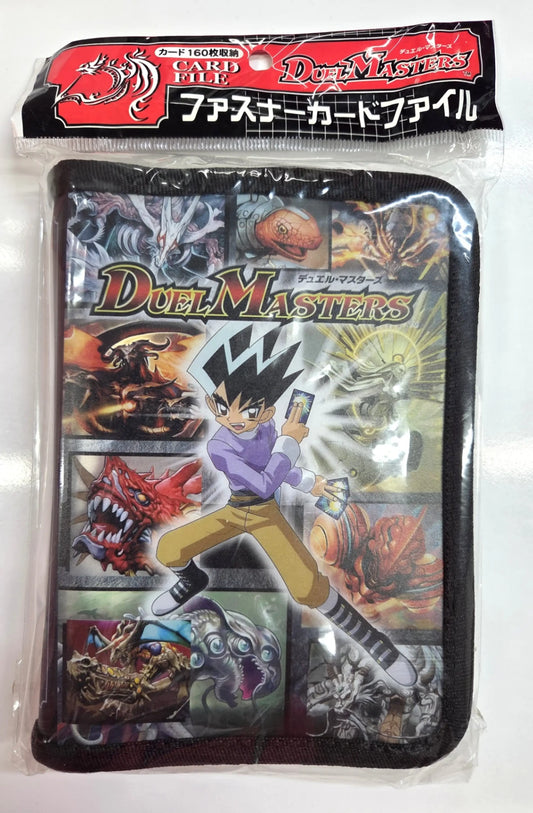 カード160枚収納
CARD
FILE
デュエル・マスターズ
DUEL MASTERS
TM
ファスナーカードファイル
デュエル・マスターズ
DUEL MASTERS